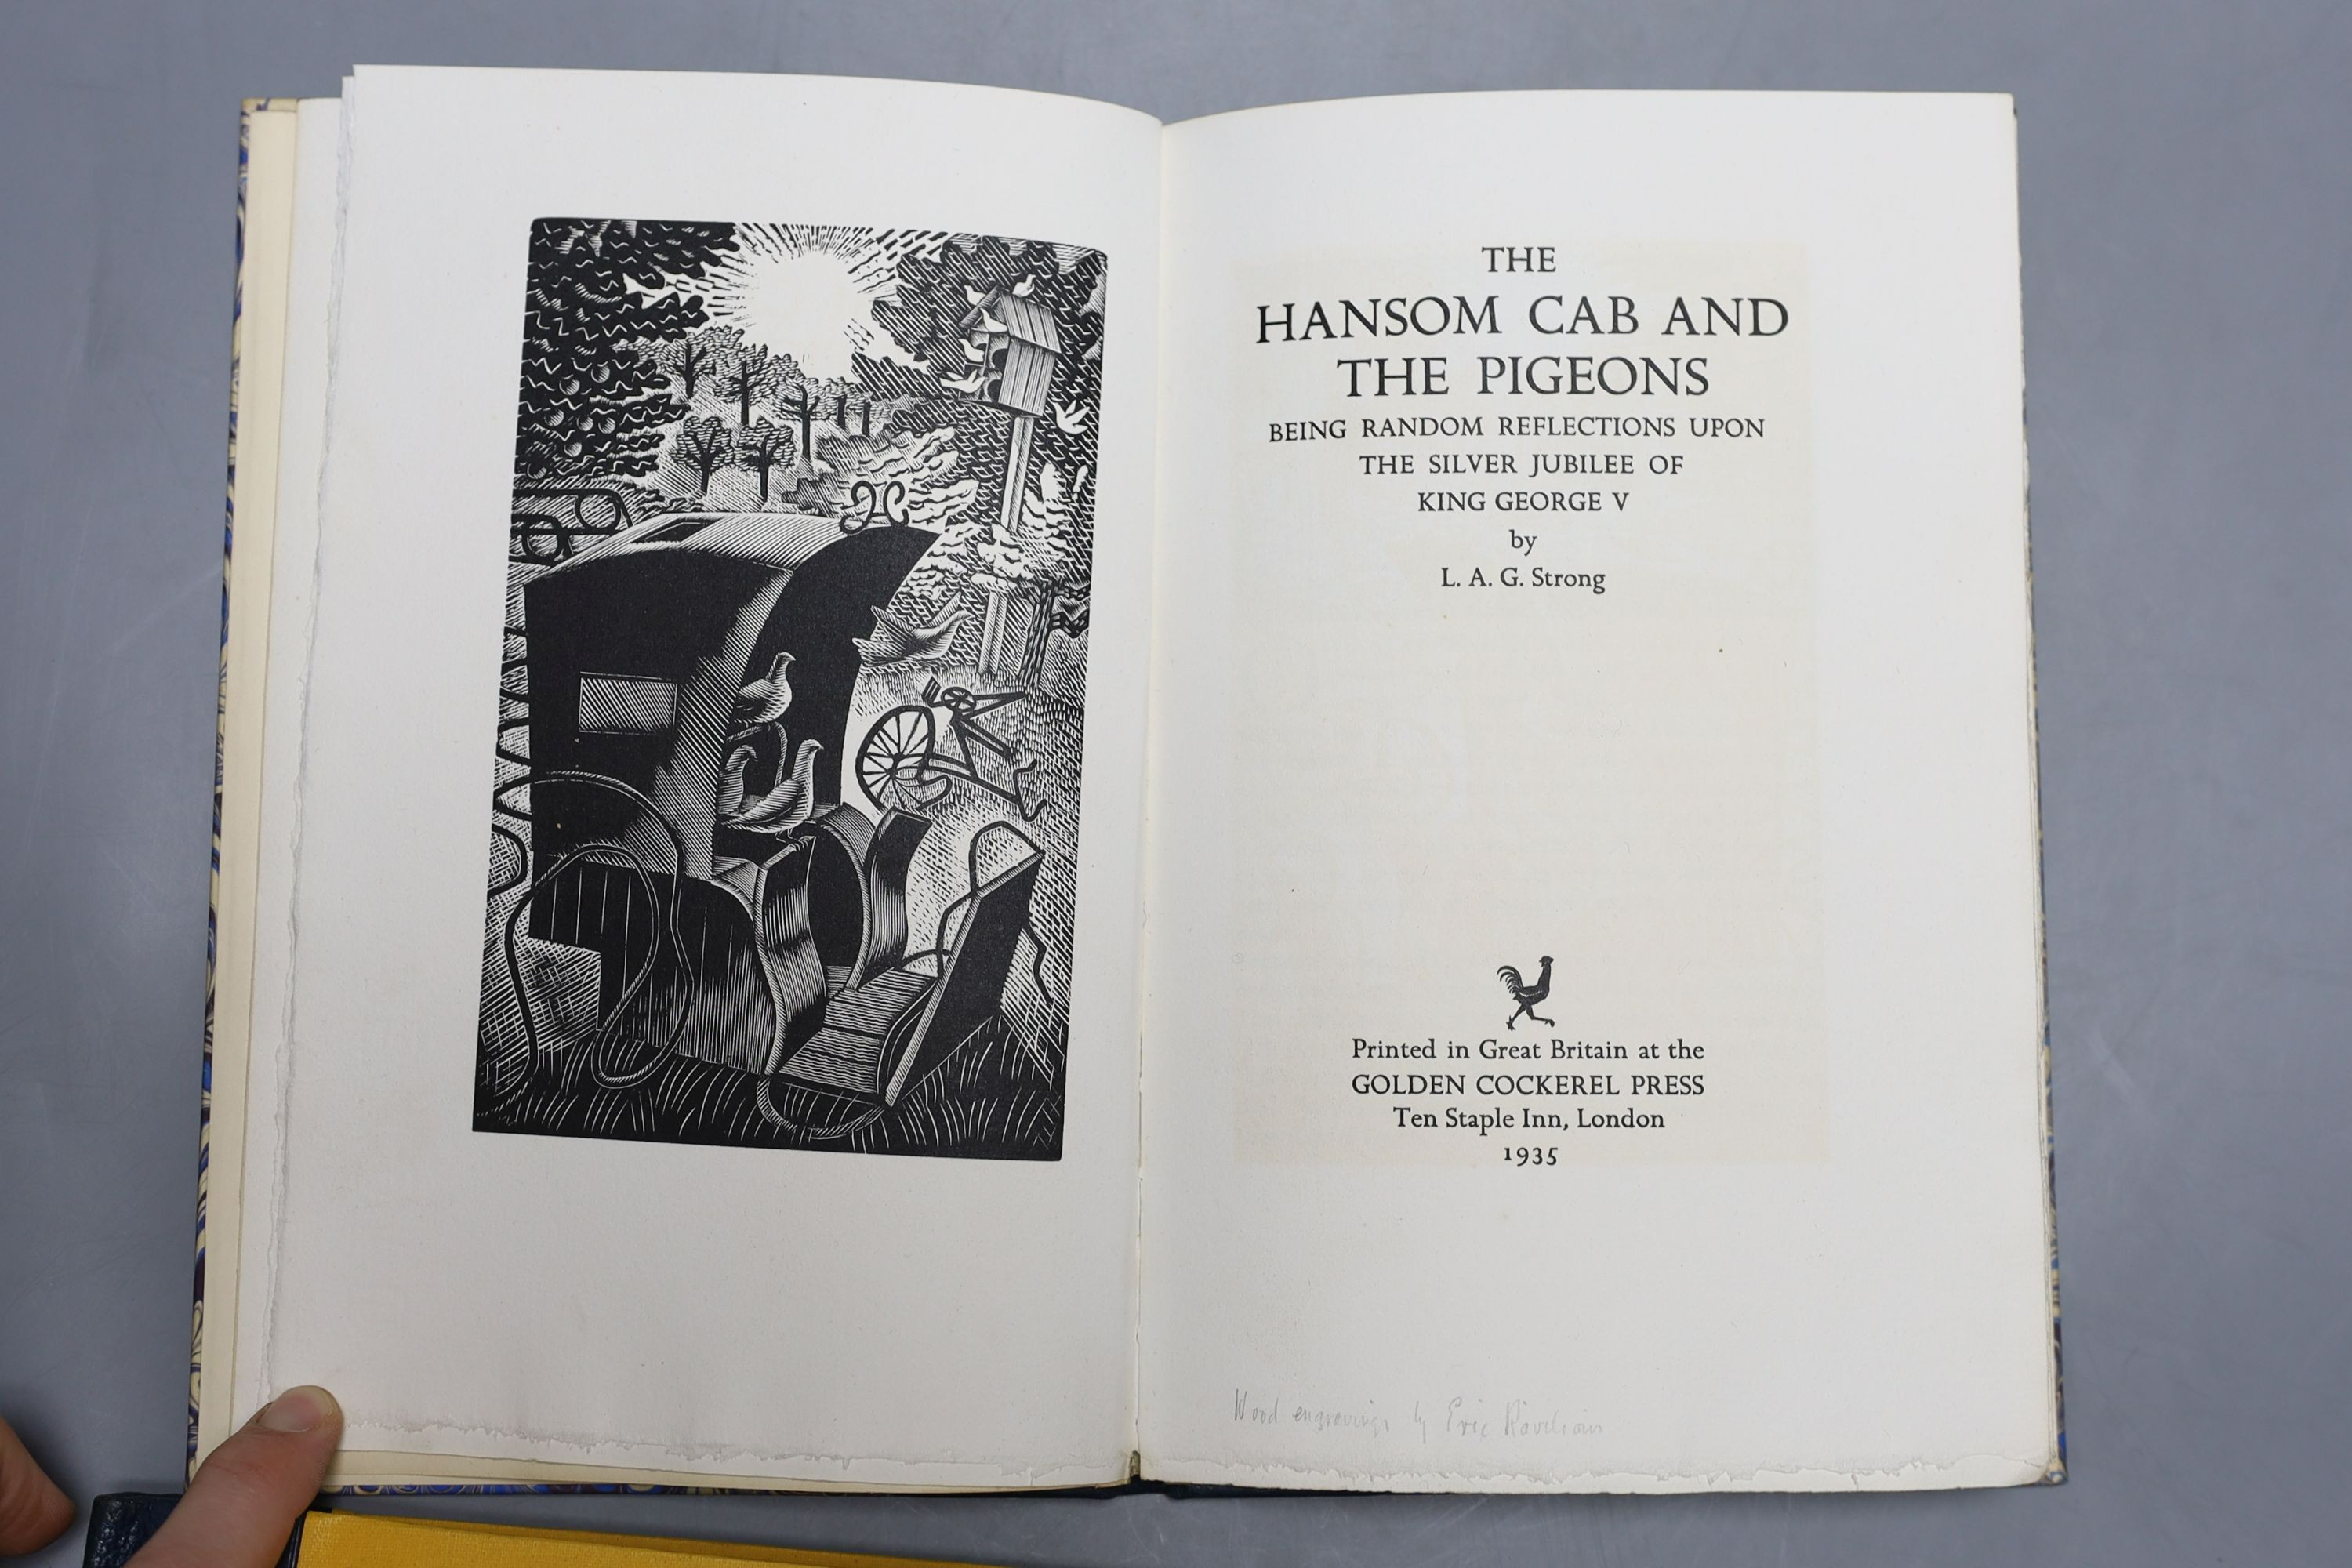 THE
HANSOM CAB AND
THE PIGEONS
BEING RANDOM REFLECTIONS UPON
THE SILVER JUBILEE OF
KING GEORGE V
by
L. A. G. Strong
Printed in Great Britain at the
GOLDEN COCKEREL PRESS
Ten Staple Inn, London
1935
Wood engravings by Eric Ravilious